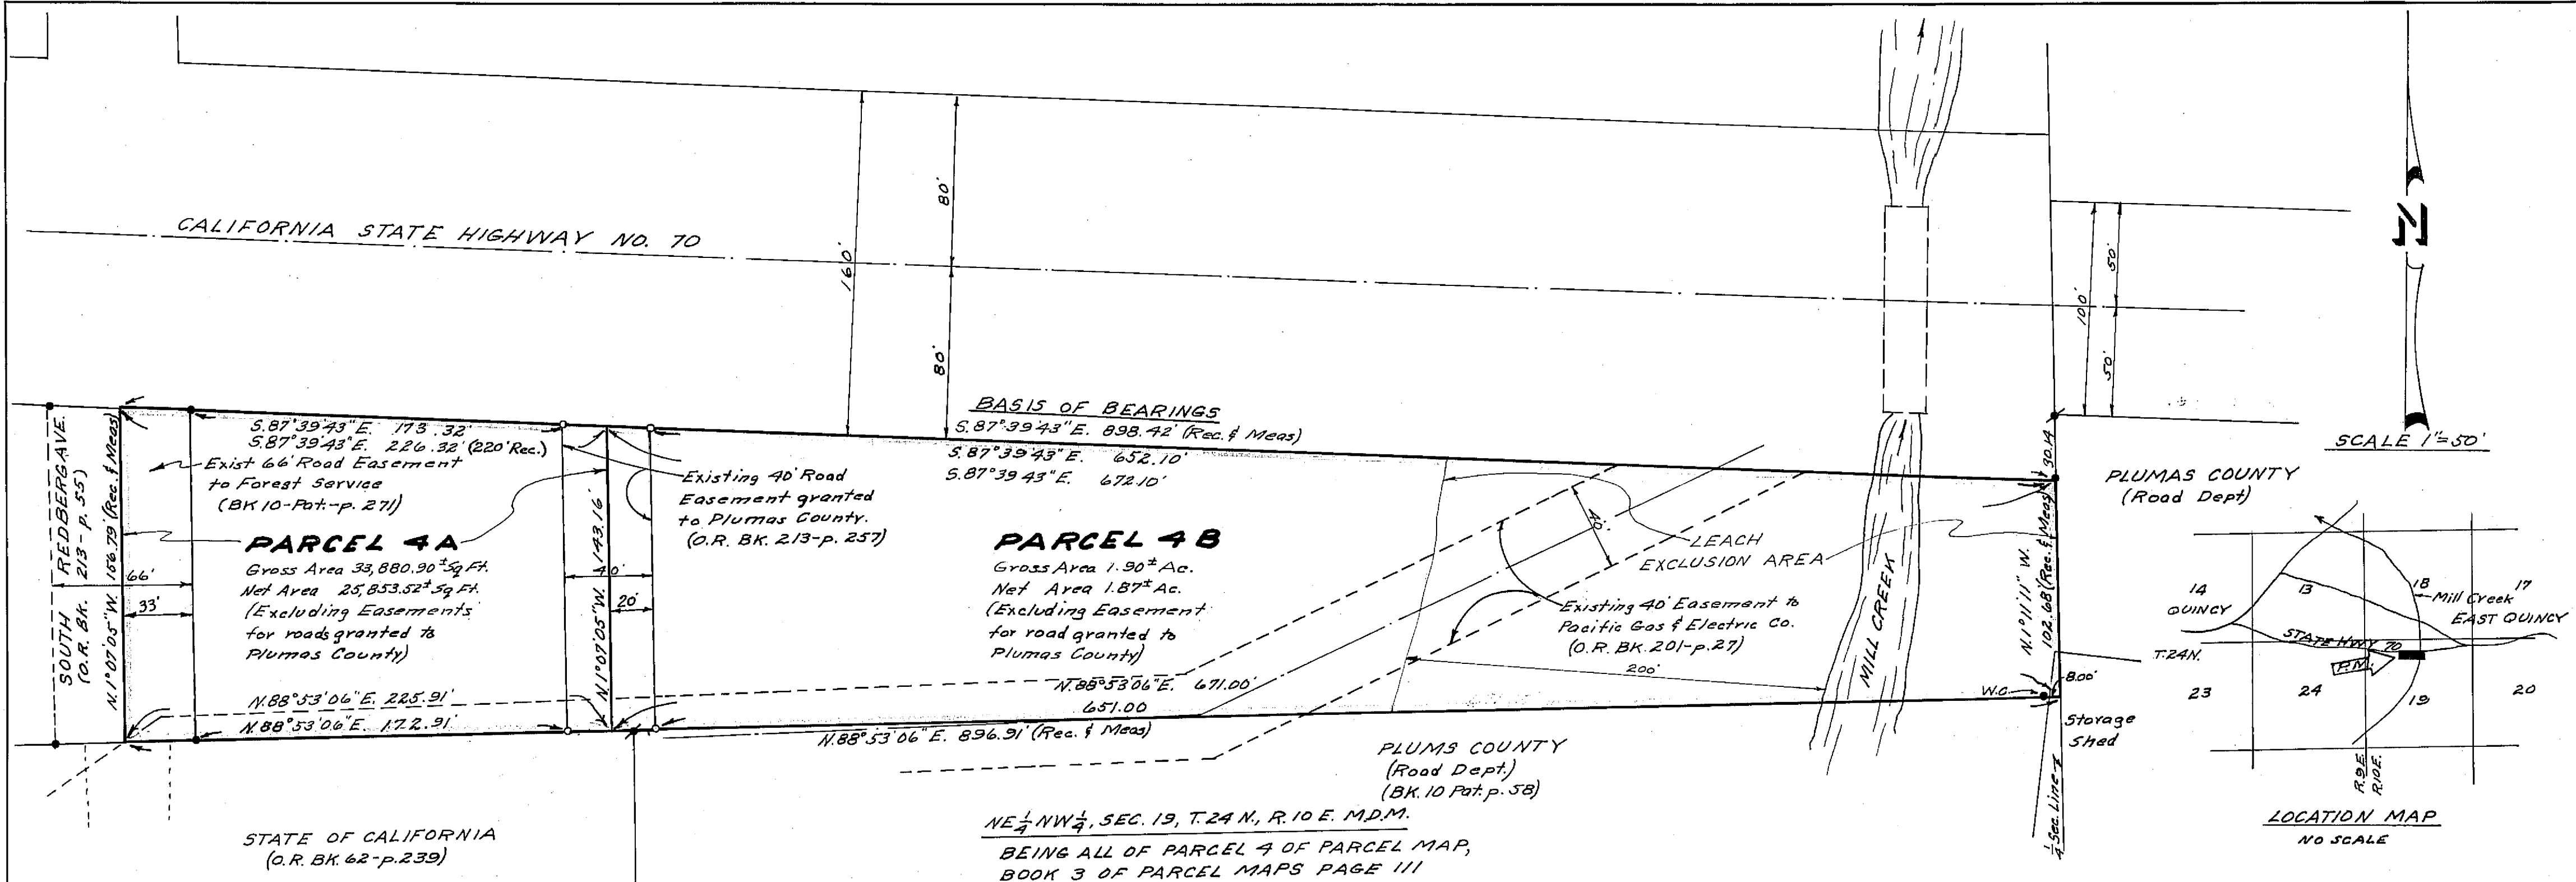 CALIFORNIA STATE HIGHWAY NO. 70
160'
80'
80'
100'
50'
50'
SCALE 1"=50'
BASIS OF BEARINGS
S.87°39'43"E. 898.42' (Rec. & Meas)
S.87°39'43"E. 173.32'
S.87°39'43"E. 226.32' (220' Rec.)
S.87°39'43"E. 652.10'
S.87°39'43"E. 672.10'
SOUTH REDBERG AVE.
(O.R. BK. 213-p.55)
N.1°07'05"W. 156.79' (Rec. & Meas)
Exist 66' Road Easement
to Forest Service
(BK 10-Pat.-p. 271)
PARCEL 4A
Gross Area 33,880.90± Sq Ft.
Net Area 25,853.52± Sq Ft.
(Excluding Easements
for roads granted to
Plumas County)
66'
33'
N.88°53'06"E. 225.91'
N.88°53'06"E. 172.91'
N.1°07'05"W. 143.16'
40'
20'
Existing 40' Road
Easement granted
to Plumas County.
(O.R. BK. 213-p. 257)
PARCEL 4B
Gross Area 1.90± Ac.
Net Area 1.87± Ac.
(Excluding Easement
for road granted to
Plumas County)
40'
LEACH
EXCLUSION AREA
Existing 40' Easement to
Pacific Gas & Electric Co.
(O.R. BK. 201-p.27)
200'
MILL CREEK
N.88°53'06"E. 671.00'
651.00
N.88°53'06"E. 896.91' (Rec. & Meas)
30.14
N.1°11'11" W.
102.68' (Rec. & Meas)
W.C.
8.00'
Storage
Shed
1/4 Sec. Line
PLUMAS COUNTY
(Road Dept)
PLUMS COUNTY
(Road Dept.)
(BK. 10 Pat. p. 58)
STATE OF CALIFORNIA
(O.R. BK. 62-p.239)
NE 1/4 NW 1/4, SEC. 19, T.24 N., R.10 E. M.D.M.
BEING ALL OF PARCEL 4 OF PARCEL MAP,
BOOK 3 OF PARCEL MAPS PAGE 111
14
13
18
17
QUINCY
Mill Creek
EAST QUINCY
STATE HWY 70
T.24N.
P.M.
23
24
19
20
R.9E.
R.10E.
LOCATION MAP
NO SCALE